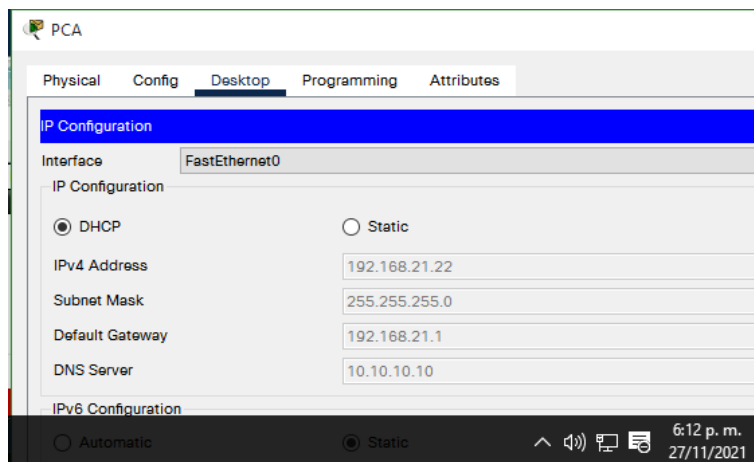 PCA
Physical Config Desktop Programming Attributes
IP Configuration
Interface FastEthernet0
IP Configuration
DHCP Static
IPv4 Address 192.168.21.22
Subnet Mask 255.255.255.0
Default Gateway 192.168.21.1
DNS Server 10.10.10.10
IPv6 Configuration
Automatic Static
6:12 p. m.
27/11/2021